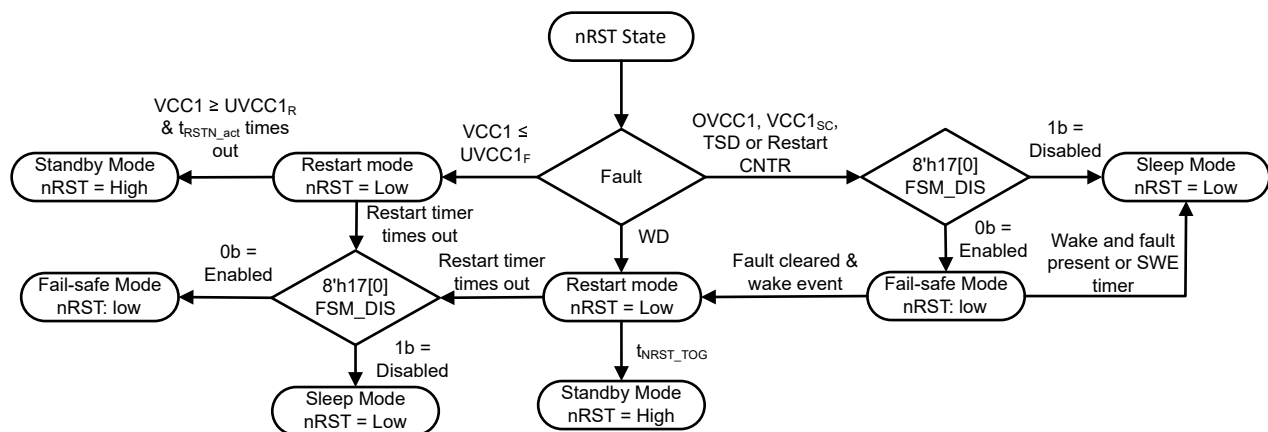 nRST State
VCC1 ≥ UVCC1R
& tRSTN_act times
out
VCC1 ≤
UVCC1F
OVCC1, VCC1SC,
TSD or Restart
CNTR
1b =
Disabled
Standby Mode
nRST = High
Restart mode
nRST = Low
Fault
8'h17[0]
FSM_DIS
Sleep Mode
nRST = Low
Restart timer
times out
WD
0b =
Enabled
Wake and fault
present or SWE
timer
0b =
Enabled
Fail-safe Mode
nRST: low
8'h17[0]
FSM_DIS
Restart timer
times out
Restart mode
nRST = Low
Fault cleared &
wake event
Fail-safe Mode
nRST: low
1b =
Disabled
tNRST_TOG
Sleep Mode
nRST = Low
Standby Mode
nRST = High